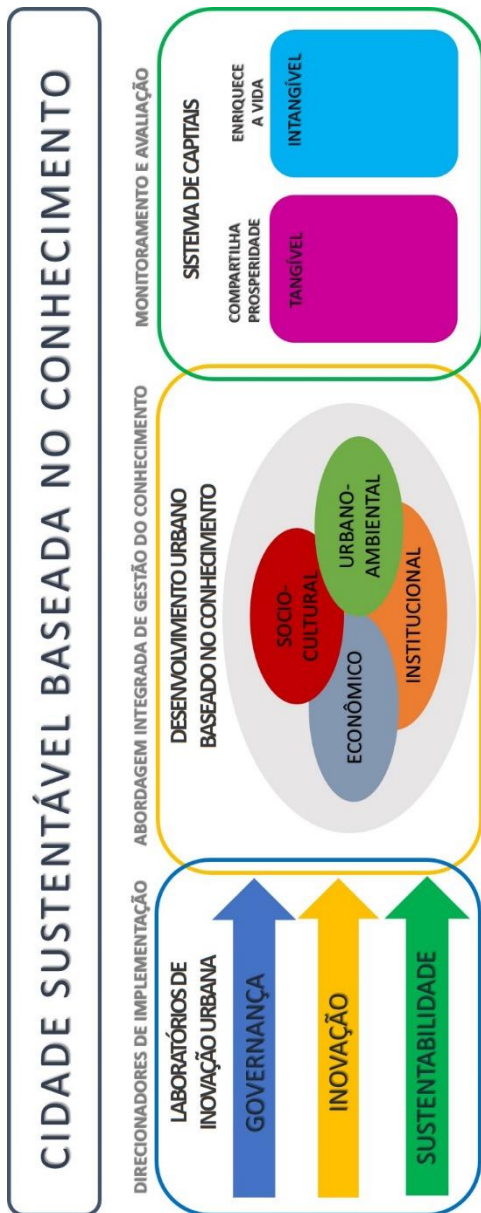 CIDADE SUSTENTÁVEL BASEADA NO CONHECIMENTO
DIRECIONADORES DE IMPLEMENTAÇÃO
LABORATÓRIOS DE
INOVAÇÃO URBANA
GOVERNANÇA
INOVAÇÃO
SUSTENTABILIDADE
ABORDAGEM INTEGRADA DE GESTÃO DO CONHECIMENTO
DESENVOLVIMENTO URBANO
BASEADO NO CONHECIMENTO
SOCIO-
CULTURAL
ECONÔMICO
URBANO-
AMBIENTAL
INSTITUCIONAL
MONITORAMENTO E AVALIAÇÃO
SISTEMA DE CAPITAIS
COMPARTILHA
PROSPERIDADE
TANGÍVEL
ENRIQUECE
A VIDA
INTANGÍVEL